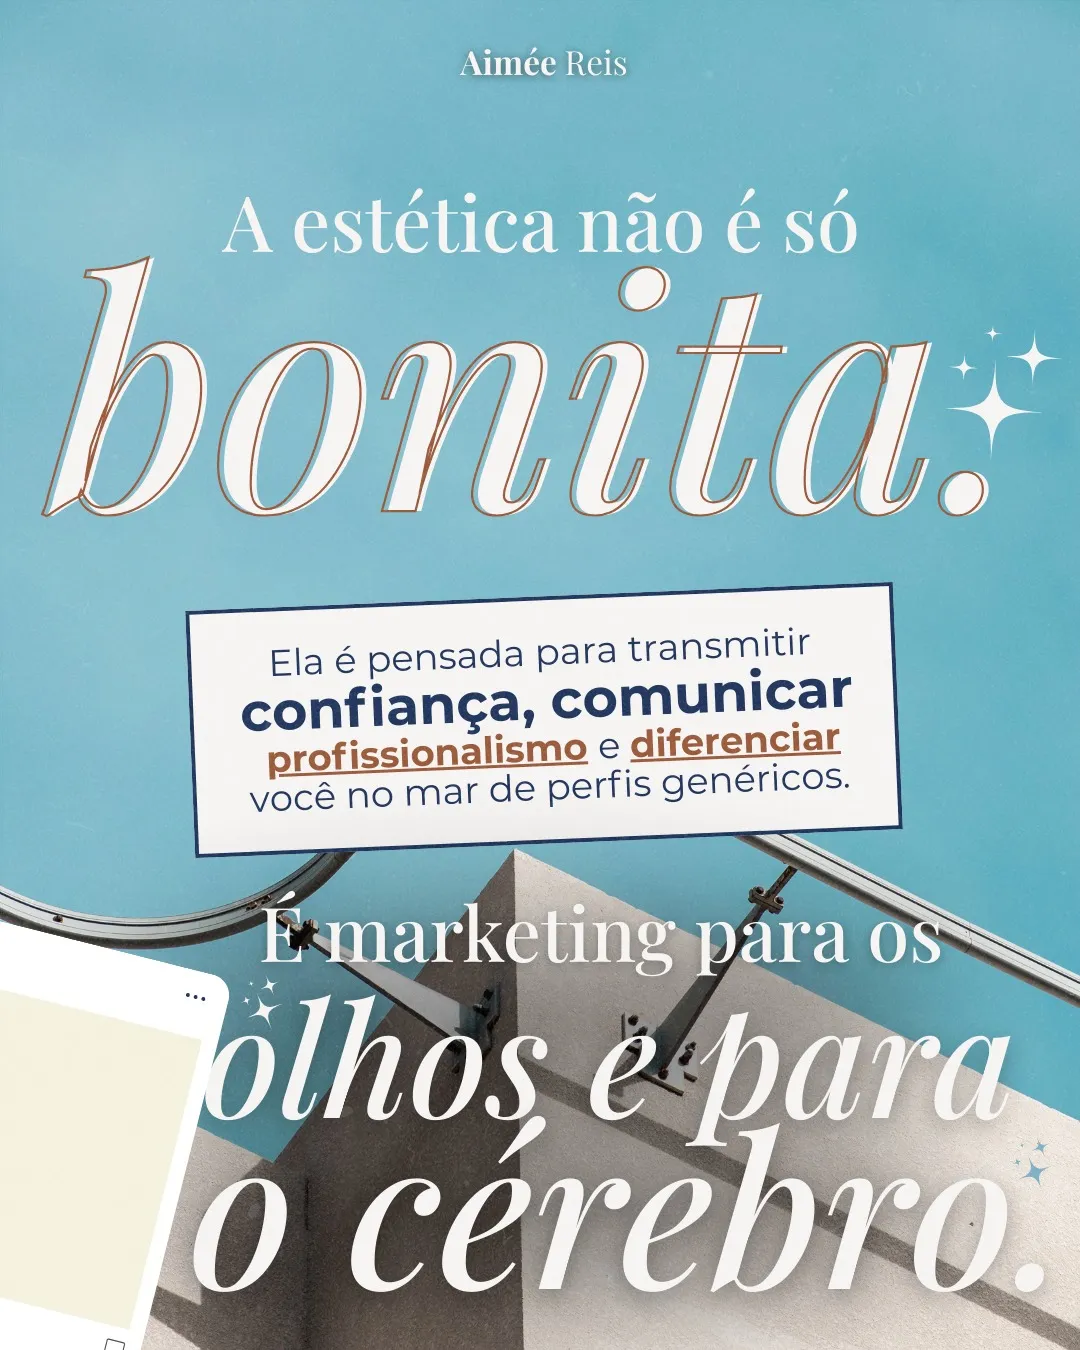 Aimée Reis
A estética não é só
bonita.
Ela é pensada para transmitir
confiança, comunicar
profissionalismo e diferenciar
você no mar de perfis genéricos.
É marketing para os
olhos e para
o cérebro.